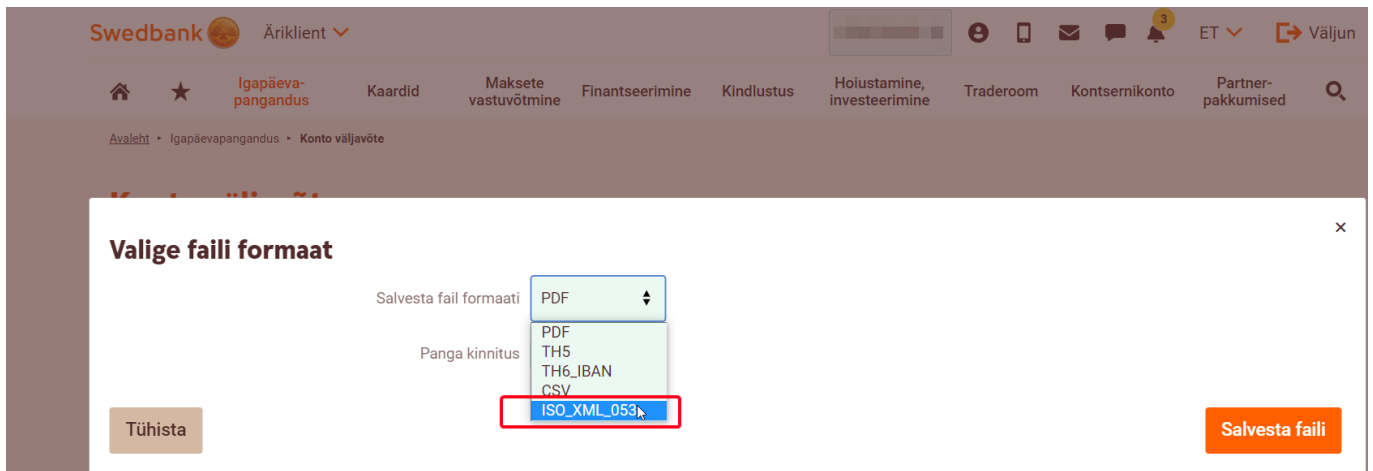 Swedbank Äriklient 3 ET Väljun
Igapäeva-
pangandus Kaardid Maksete
vastuvõtmine Finantseerimine Kindlustus Hoiustamine,
investeerimine Traderoom Kontsernikonto Partner-
pakkumised
Avaleht Igapäevapangandus Konto väljavõte
Valige faili formaat
Salvesta fail formaati PDF
Panga kinnitus
PDF
TH5
TH6_IBAN
CSV
ISO_XML_053
Tühista Salvesta faili